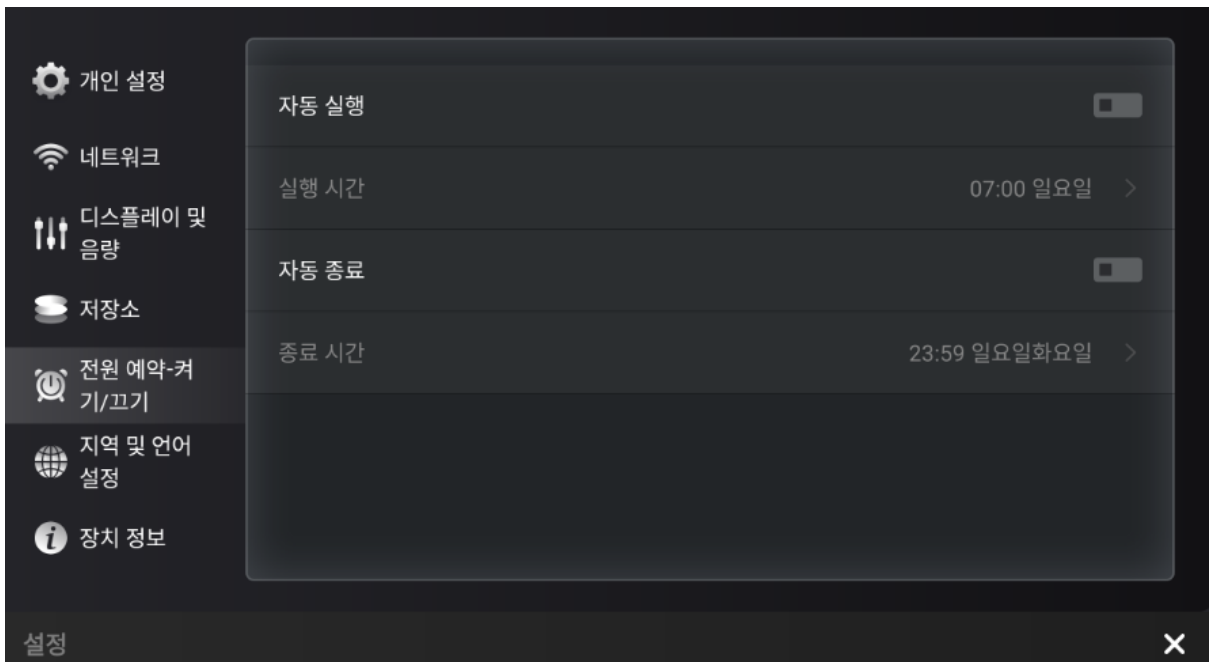 개인 설정
네트워크
디스플레이 및
음량
저장소
전원 예약-켜
기/끄기
지역 및 언어
설정
장치 정보
자동 실행
실행 시간
07:00 일요일
자동 종료
종료 시간
23:59 일요일화요일
설정